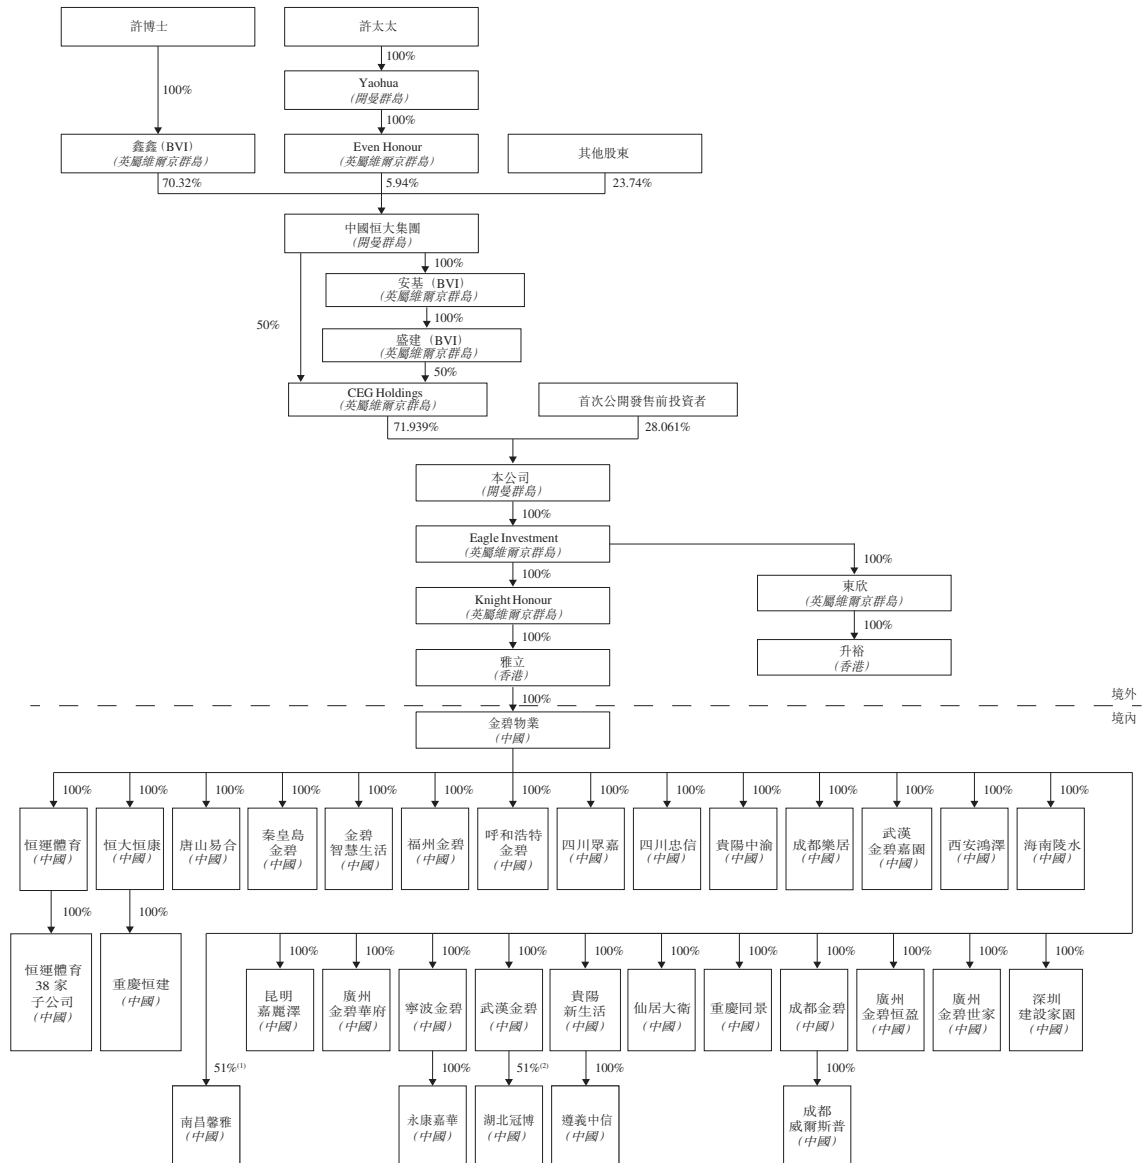 許博士
許太太
100%
Yaohua
(開曼群島)
100%
100%
鑫鑫 (BVI)
(英屬維爾京群島)
Even Honour
(英屬維爾京群島)
其他股東
70.32%
5.94%
23.74%
中國恒大集團
(開曼群島)
100%
安基 (BVI)
(英屬維爾京群島)
100%
50%
盛建 (BVI)
(英屬維爾京群島)
50%
CEG Holdings
(英屬維爾京群島)
首次公開發售前投資者
71.939%
28.061%
本公司
(開曼群島)
100%
Eagle Investment
(英屬維爾京群島)
100%
100%
Knight Honour
(英屬維爾京群島)
東欣
(英屬維爾京群島)
100%
100%
雅立
(香港)
升裕
(香港)
100%
境外
境內
金碧物業
(中國)
100%
100%
100%
100%
100%
100%
100%
100%
100%
100%
100%
100%
100%
100%
恒運體育
(中國)
恒大恒康
(中國)
唐山易合
(中國)
秦皇島
金碧
(中國)
金碧
智慧生活
(中國)
福州金碧
(中國)
呼和浩特
金碧
(中國)
四川眾嘉
(中國)
四川忠信
(中國)
貴陽中渝
(中國)
成都樂居
(中國)
武漢
金碧嘉園
(中國)
西安鴻澤
(中國)
海南陵水
(中國)
100%
100%
恒運體育
38 家
子公司
(中國)
重慶恒建
(中國)
100%
100%
100%
100%
100%
100%
100%
100%
100%
100%
100%
昆明
嘉麗澤
(中國)
廣州
金碧華府
(中國)
寧波金碧
(中國)
武漢金碧
(中國)
貴陽
新生活
(中國)
仙居大衛
(中國)
重慶同景
(中國)
成都金碧
(中國)
廣州
金碧恒盈
(中國)
廣州
金碧世家
(中國)
深圳
建設家園
(中國)
51%(1)
100%
51%(2)
100%
100%
南昌馨雅
(中國)
永康嘉華
(中國)
湖北冠博
(中國)
遵義中信
(中國)
成都
威爾斯普
(中國)